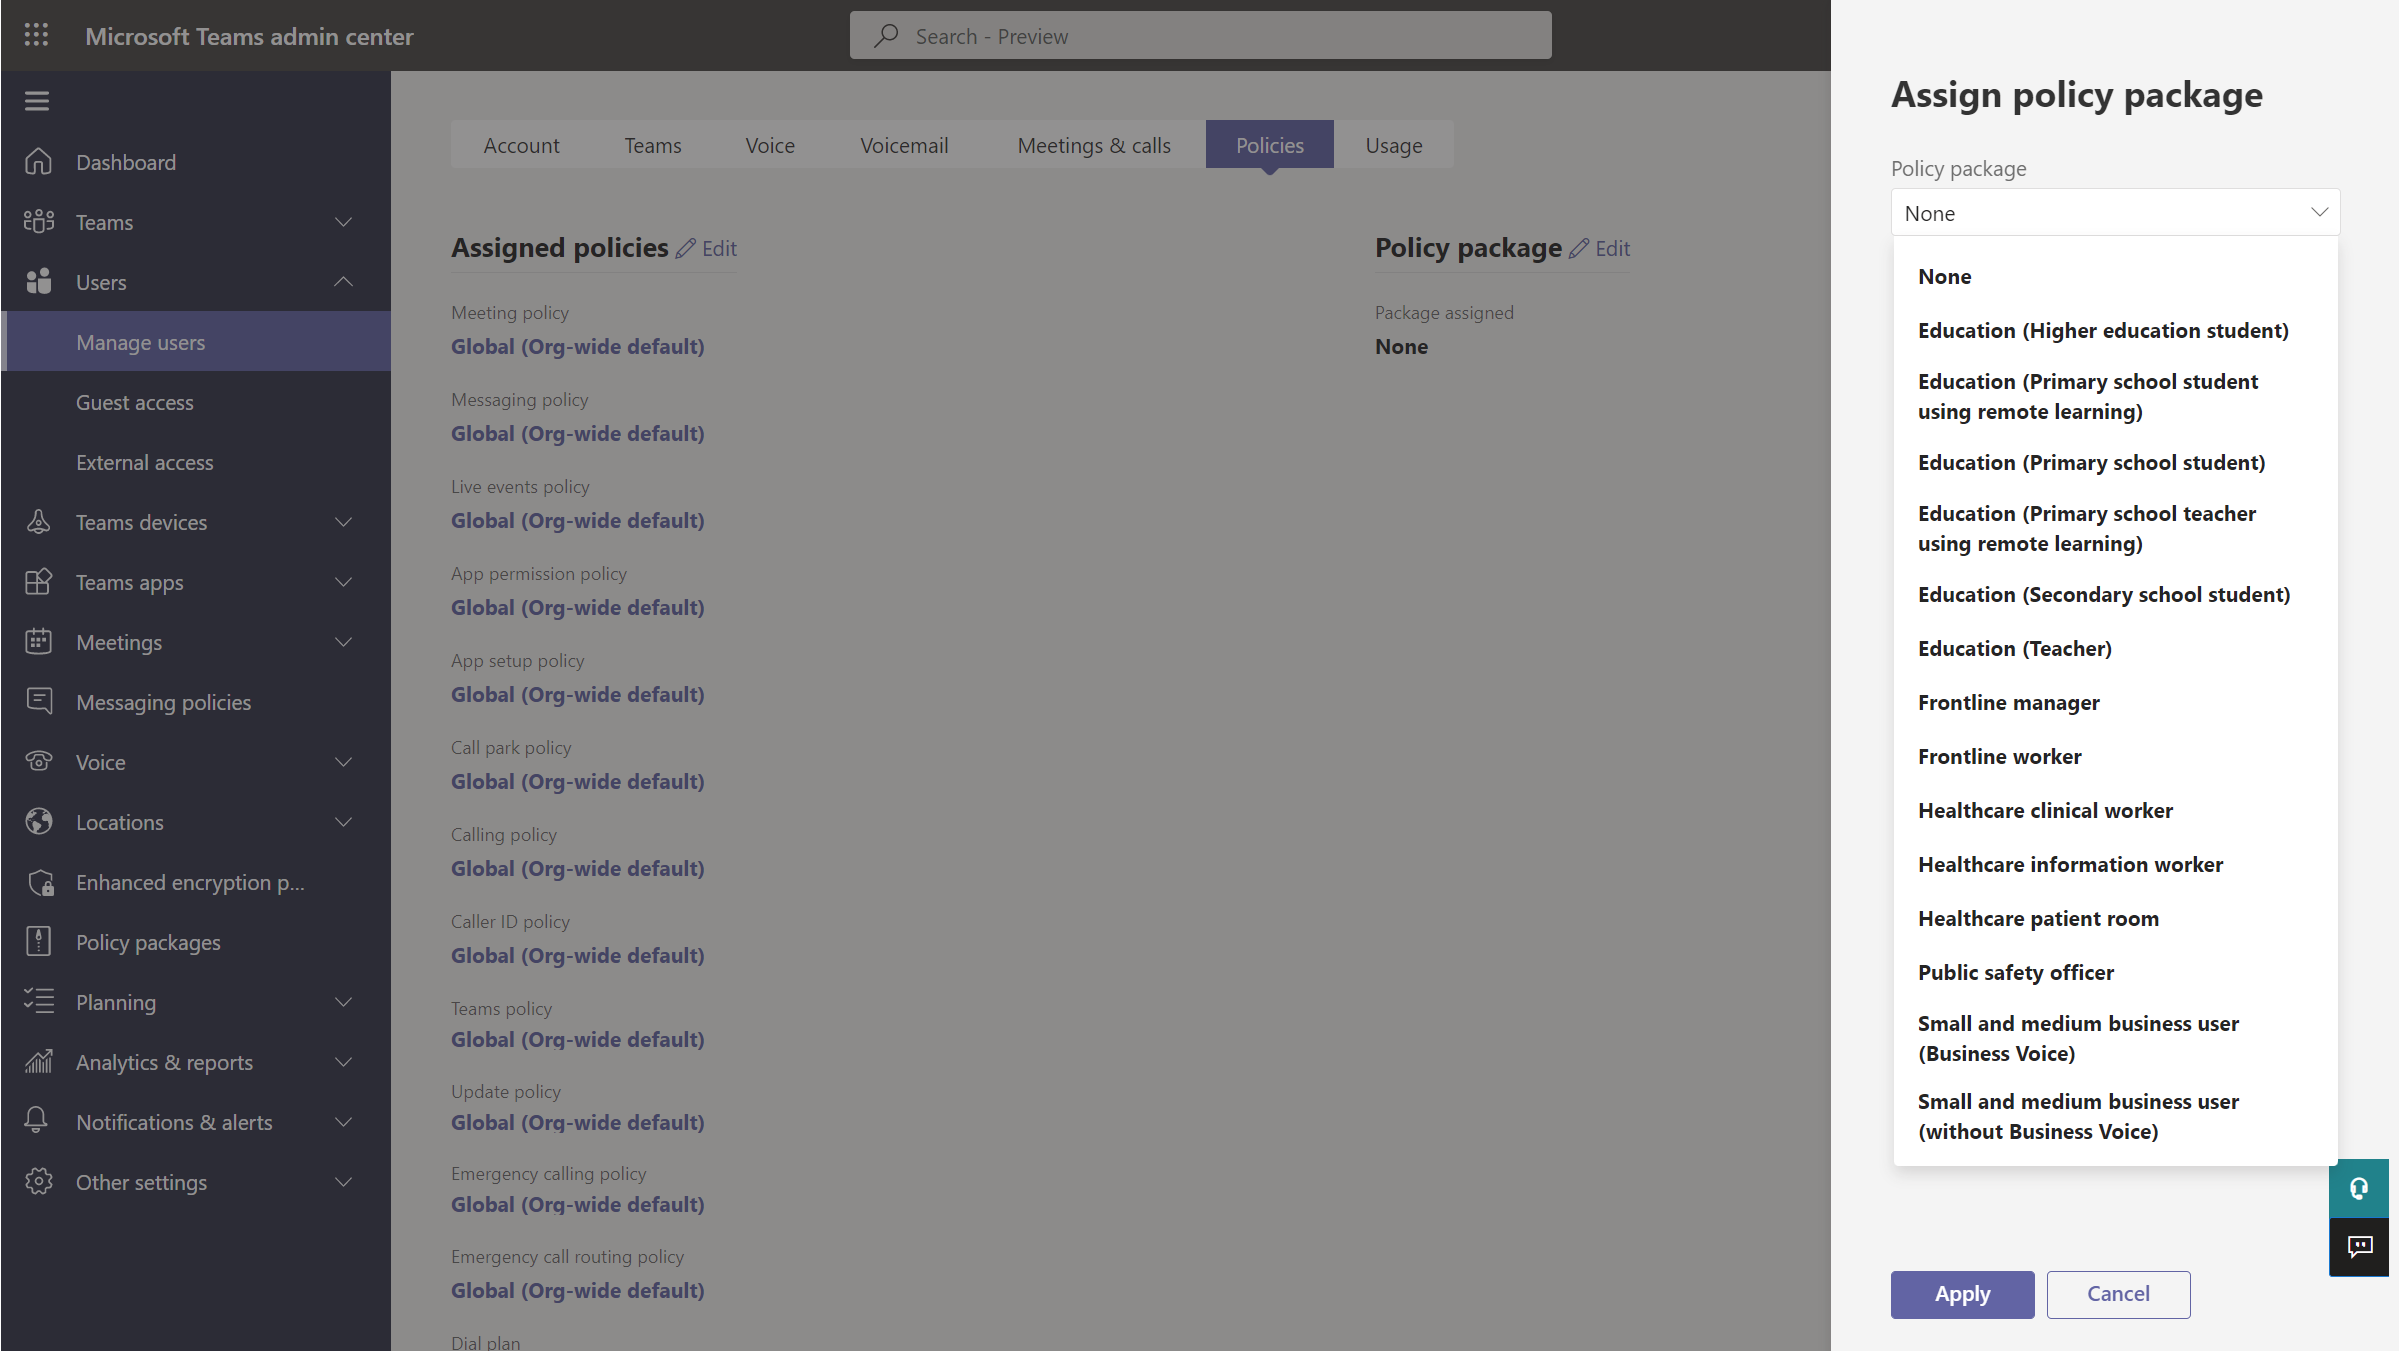 Microsoft Teams admin center
Search - Preview
Dashboard
Teams
Users
Manage users
Guest access
External access
Teams devices
Teams apps
Meetings
Messaging policies
Voice
Locations
Enhanced encryption p...
Policy packages
Planning
Analytics & reports
Notifications & alerts
Other settings
Account Teams Voice Voicemail Meetings & calls Policies Usage
Assigned policies Edit
Meeting policy
Global (Org-wide default)
Messaging policy
Global (Org-wide default)
Live events policy
Global (Org-wide default)
App permission policy
Global (Org-wide default)
App setup policy
Global (Org-wide default)
Call park policy
Global (Org-wide default)
Calling policy
Global (Org-wide default)
Caller ID policy
Global (Org-wide default)
Teams policy
Global (Org-wide default)
Update policy
Global (Org-wide default)
Emergency calling policy
Global (Org-wide default)
Emergency call routing policy
Global (Org-wide default)
Dial plan
Policy package Edit
Package assigned
None
Assign policy package
Policy package
None
None
Education (Higher education student)
Education (Primary school student
using remote learning)
Education (Primary school student)
Education (Primary school teacher
using remote learning)
Education (Secondary school student)
Education (Teacher)
Frontline manager
Frontline worker
Healthcare clinical worker
Healthcare information worker
Healthcare patient room
Public safety officer
Small and medium business user
(Business Voice)
Small and medium business user
(without Business Voice)
Apply Cancel